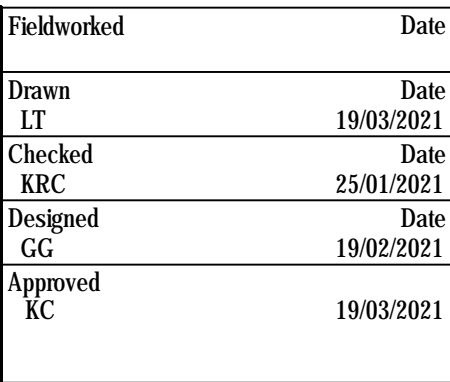 Fieldworked Date
Drawn Date
LT 19/03/2021
Checked Date
KRC 25/01/2021
Designed Date
GG 19/02/2021
Approved
KC 19/03/2021